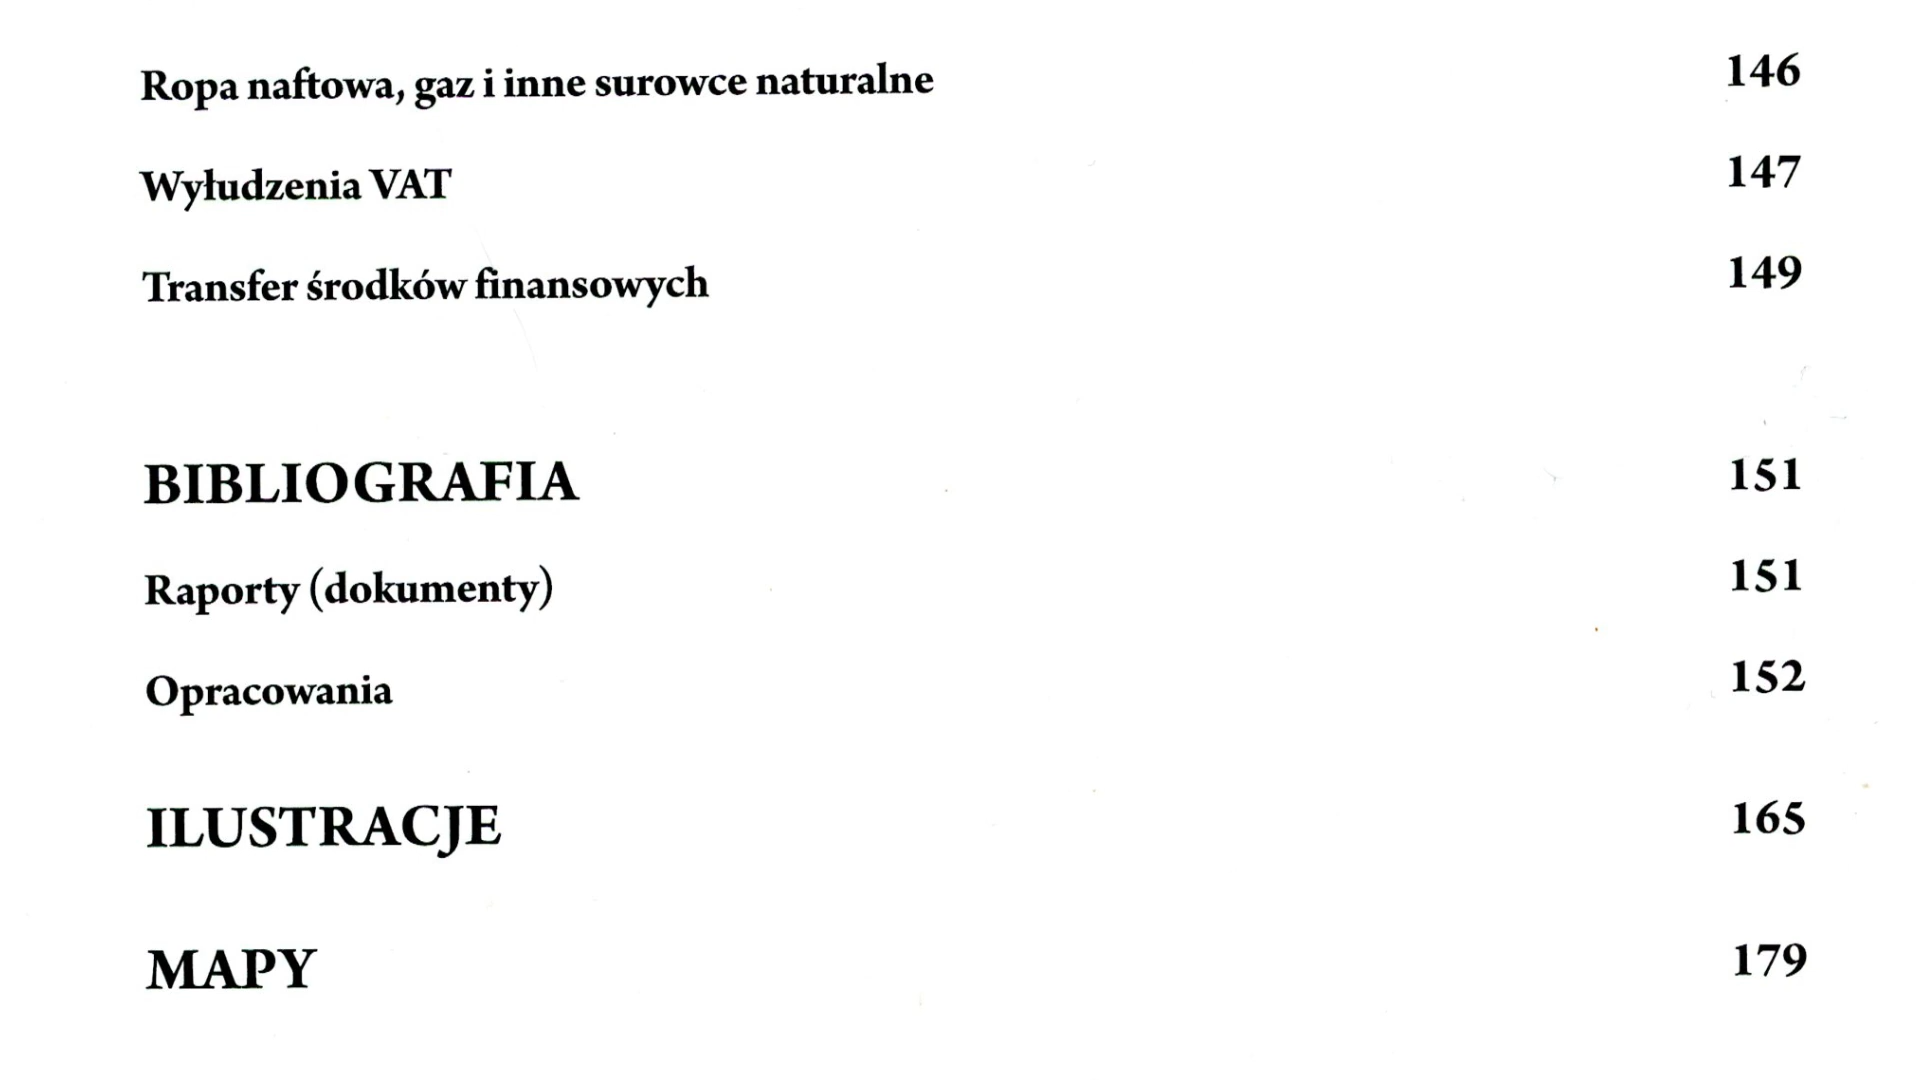 Ropa naftowa, gaz i inne surowce naturalne 146
Wyłudzenia VAT 147
Transfer środków finansowych 149
BIBLIOGRAFIA 151
Raporty (dokumenty) 151
Opracowania 152
ILUSTRACJE 165
MAPY 179